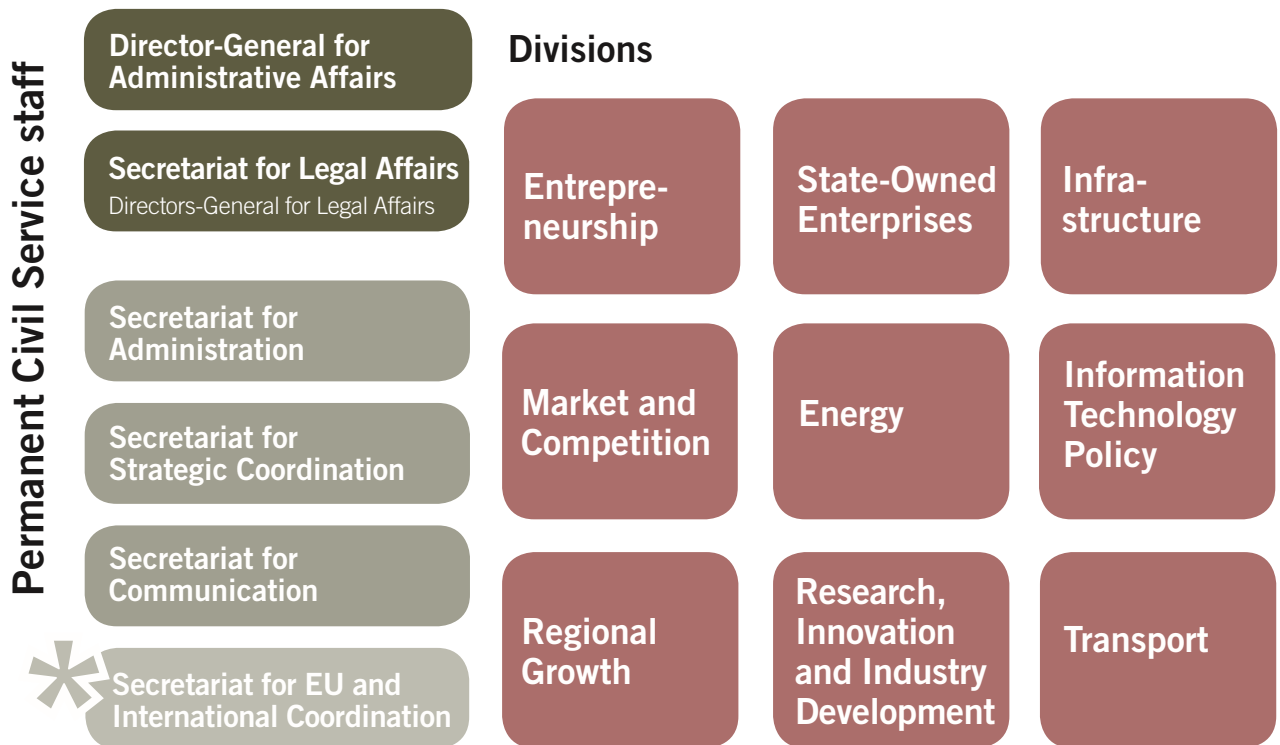 Permanent Civil Service staff
Director-General for
Administrative Affairs
Secretariat for Legal Affairs
Directors-General for Legal Affairs
Secretariat for
Administration
Secretariat for
Strategic Coordination
Secretariat for
Communication
*
Secretariat for EU and
International Coordination
Divisions
Entrepre-
neurship
State-Owned
Enterprises
Infra-
structure
Market and
Competition
Energy
Information
Technology
Policy
Regional
Growth
Research,
Innovation
and Industry
Development
Transport